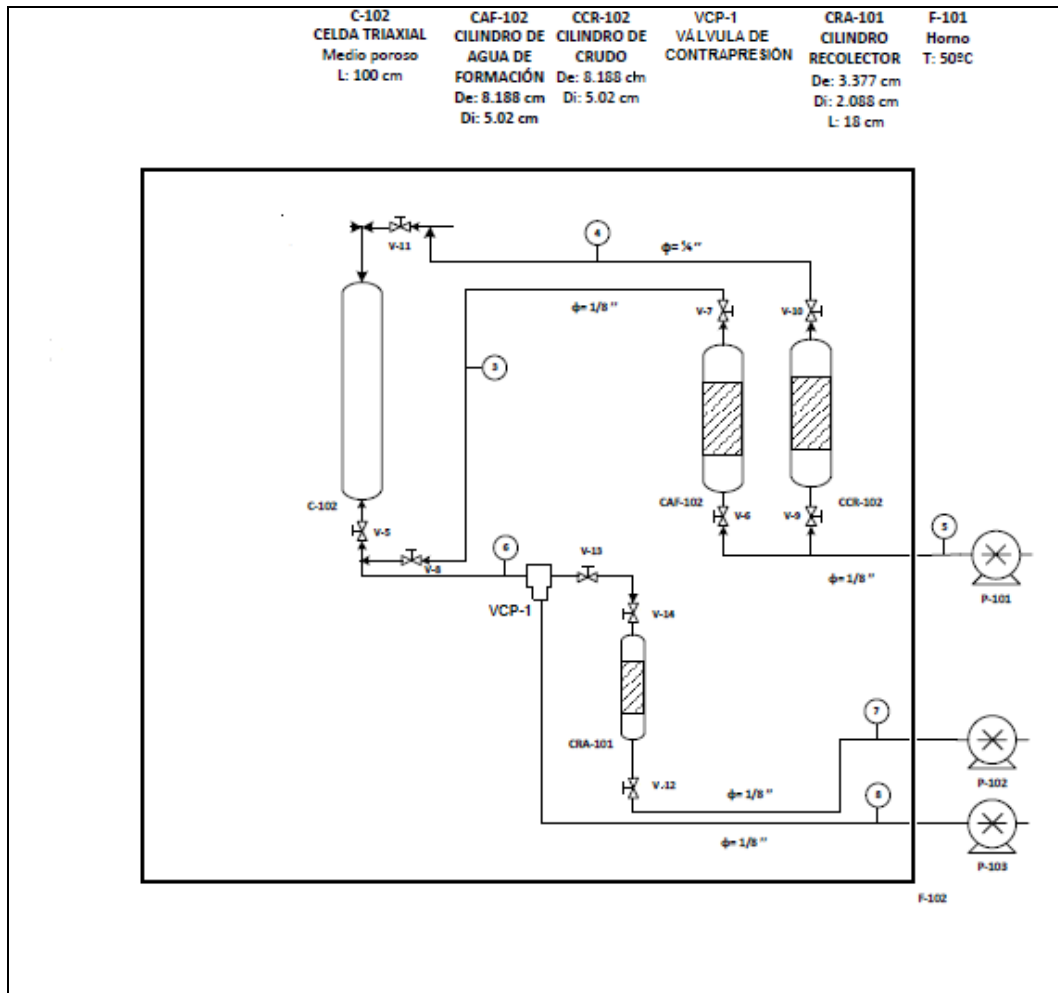 C-102
CELDA TRIAXIAL
Medio poroso
L: 100 cm
CAF-102
CILINDRO DE
AGUA DE
FORMACIÓN
De: 8.188 cm
Di: 5.02 cm
CCR-102
CILINDRO DE
CRUDO
De: 8.188 cm
Di: 5.02 cm
VCP-1
VÁLVULA DE
CONTRAPRESIÓN
CRA-101
CILINDRO
RECOLECTOR
De: 3.377 cm
Di: 2.088 cm
L: 18 cm
F-101
Horno
T: 50ºC
V-11
4
ф= ¼ "
ф= 1/8 "
V-7
V-10
3
C-102
CAF-102
V-6
V-9
CCR-102
V-5
V-8
6
V-13
5
ф= 1/8 "
P-101
VCP-1
V-14
CRA-101
7
V.12
ф= 1/8 "
P-102
8
ф= 1/8 "
P-103
F-102